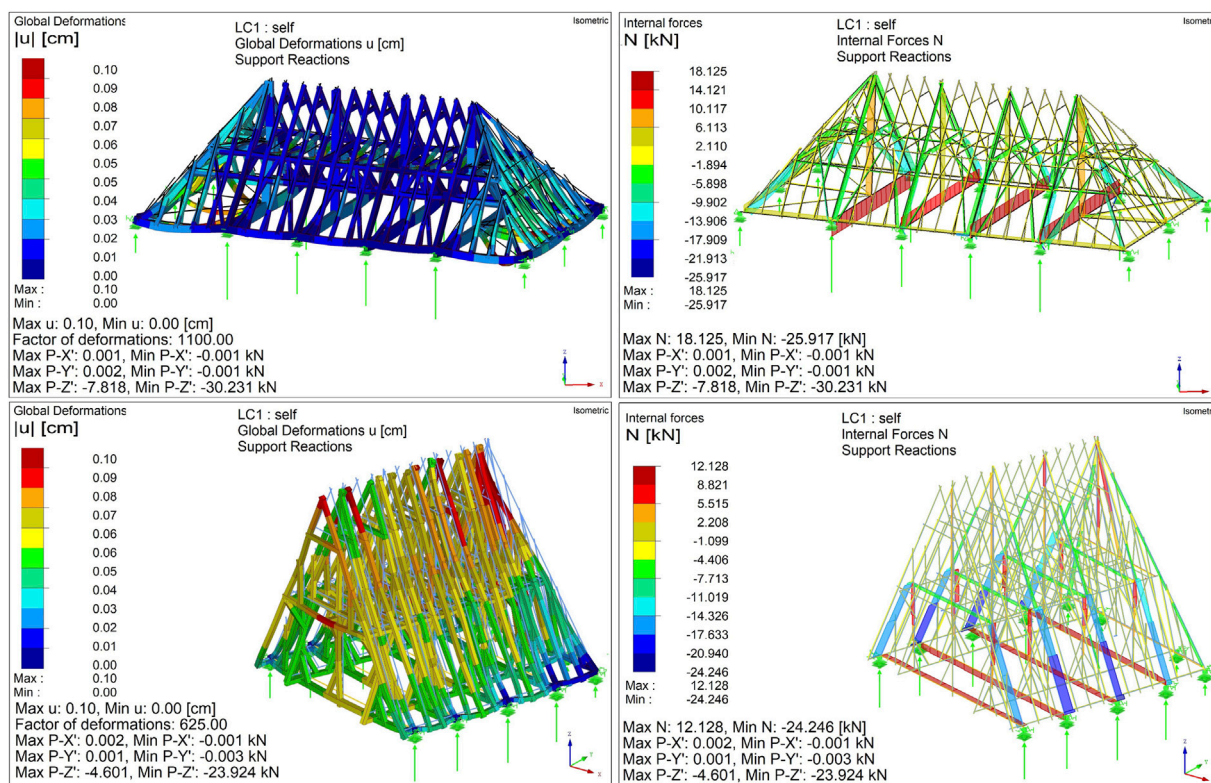 Global Deformations
|u| [cm]
LC1 : self
Global Deformations u [cm]
Support Reactions
Isometric
0.10
0.09
0.08
0.07
0.06
0.05
0.05
0.04
0.03
0.02
0.01
0.00
Max : 0.10
Min : 0.00
Max u: 0.10, Min u: 0.00 [cm]
Factor of deformations: 1100.00
Max P-X': 0.001, Min P-X': -0.001 kN
Max P-Y': 0.002, Min P-Y': -0.001 kN
Max P-Z': -7.818, Min P-Z': -30.231 kN
Z
X
Internal forces
N [kN]
LC1 : self
Internal Forces N
Support Reactions
Isometric
18.125
14.121
10.117
6.113
2.110
-1.894
-5.898
-9.902
-13.906
-17.909
-21.913
-25.917
Max : 18.125
Min : -25.917
Max N: 18.125, Min N: -25.917 [kN]
Max P-X': 0.001, Min P-X': -0.001 kN
Max P-Y': 0.002, Min P-Y': -0.001 kN
Max P-Z': -7.818, Min P-Z': -30.231 kN
Z
X
Global Deformations
|u| [cm]
LC1 : self
Global Deformations u [cm]
Support Reactions
Isometric
0.10
0.09
0.08
0.07
0.06
0.06
0.05
0.04
0.03
0.02
0.01
0.00
Max : 0.10
Min : 0.00
Max u: 0.10, Min u: 0.00 [cm]
Factor of deformations: 625.00
Max P-X': 0.002, Min P-X': -0.001 kN
Max P-Y': 0.001, Min P-Y': -0.003 kN
Max P-Z': -4.601, Min P-Z': -23.924 kN
Z
Y
X
Internal forces
N [kN]
LC1 : self
Internal Forces N
Support Reactions
Isometric
12.128
8.821
5.515
2.208
-1.099
-4.406
-7.713
-11.019
-14.326
-17.633
-20.940
-24.246
Max : 12.128
Min : -24.246
Max N: 12.128, Min N: -24.246 [kN]
Max P-X': 0.002, Min P-X': -0.001 kN
Max P-Y': 0.001, Min P-Y': -0.003 kN
Max P-Z': -4.601, Min P-Z': -23.924 kN
Z
Y
X